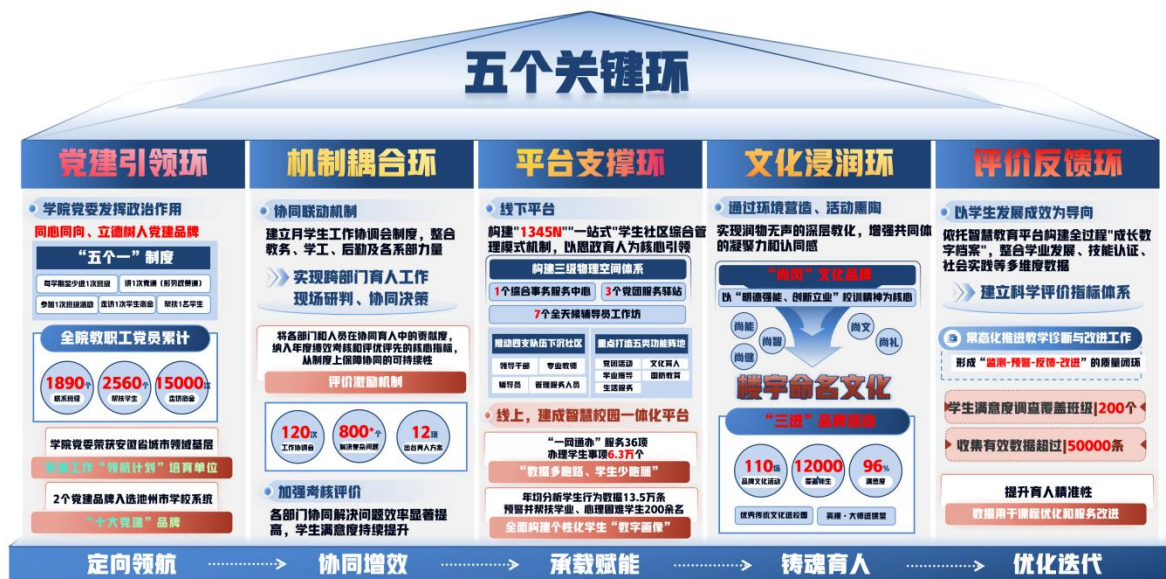 五个关键环
党建引领环
学院党委发挥政治作用
同心同向、立德树人党建品牌
“五个一”制度
每学期至少进1次班级
讲1次党课（形势政策课）
参加1次班级活动
走访1次学生宿舍
帮扶1名学生
全院教职工党员累计
1890个
联系班级
2560个
帮扶学生
15000次
走访宿舍
学院党委荣获安徽省城市领域基层
党建工作“领航计划”培育单位
2个党建品牌入选池州市学校系统
“十大党建”品牌
机制耦合环
协同联动机制
建立月学生工作协调会制度，整合
教务、学工、后勤及各系部力量
实现跨部门育人工作
现场研判、协同决策
将各部门和人员在协同育人中的贡献度，
纳入年度绩效考核和评优评先的核心指标，
从制度上保障协同的可持续性
评价激励机制
120次
工作协调会
800+个
解决复杂问题
12项
出台育人方案
加强考核评价
各部门协同解决问题效率显著提
高，学生满意度持续提升
平台支撑环
线下平台
构建"1345N""一站式"学生社区综合管
理模式机制，以思政育人为核心引领
构建三级物理空间体系
1个综合事务服务中心
3个党团服务驿站
7个全天候辅导员工作坊
推动四支队伍下沉社区
领导干部
专业教师
辅导员
管理服务人员
重点打造五类功能阵地
党团活动
文化育人
学业指导
国防教育
生活服务
线上，建成智慧校园一体化平台
“一网通办”服务36项
办理学生事项6.3万个
“数据多跑路、学生少跑腿”
年均分析学生行为数据13.5万条
预警并帮扶学业、心理困难学生200余名
全面构建个性化学生“数字画像”
文化浸润环
通过环境营造、活动熏陶
实现润物无声的深层教化，增强共同体
的凝聚力和认同感
“尚风”文化品牌
以“明德强能、创新立业”校训精神为核心
尚能
尚智
尚健
尚文
尚礼
楼宇命名文化
“三进”品牌活动
110场
品牌文化活动
12000
覆盖师生
96%
满意度
优秀传统文化进校园
英模·大师进课堂
评价反馈环
以学生发展成效为导向
依托智慧教育平台构建全过程"成长数
字档案"，整合学业发展、技能认证、
社会实践等多维度数据
建立科学评价指标体系
常态化推进教学诊断与改进工作
形成“监测-预警-反馈-改进”的质量闭环
学生满意度调查覆盖班级|200个
收集有效数据超过|50000条
提升育人精准性
数据用于课程优化和服务改进
定向领航
协同增效
承载赋能
铸魂育人
优化迭代